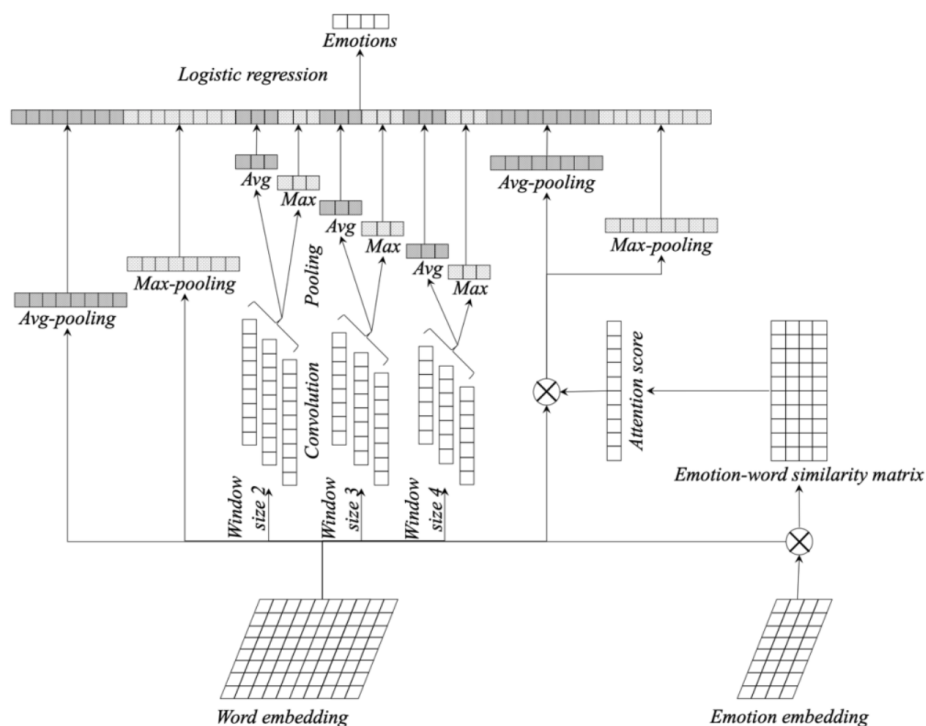 Emotions
Logistic regression
Avg
Max
Avg
Max
Avg
Max
Avg-pooling
Max-pooling
Max-pooling
Avg-pooling
Pooling
Convolution
Attention score
Emotion-word similarity matrix
Window
size 2
Window
size 3
Window
size 4
Word embedding
Emotion embedding